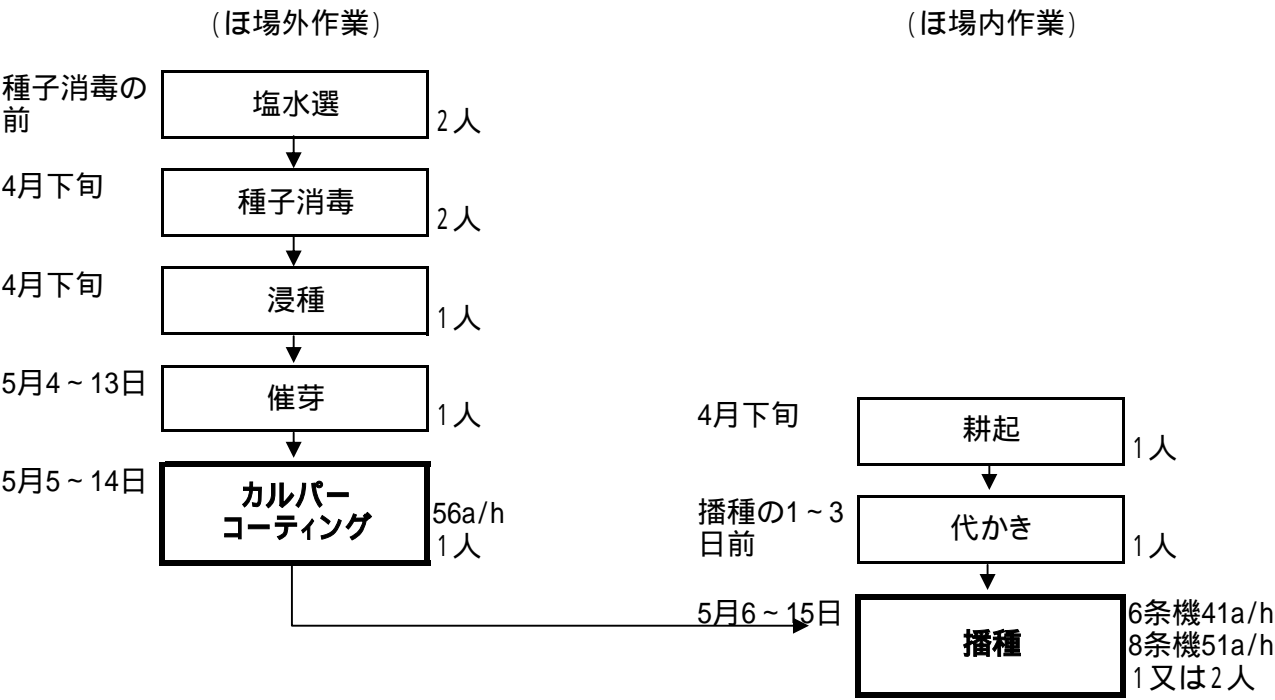 (ほ場外作業)
種子消毒の
前
塩水選
2人
4月下旬
種子消毒
2人
4月下旬
浸種
1人
5月4~13日
催芽
1人
5月5~14日
カルパー
コーティング
56a/h
1人
(ほ場内作業)
4月下旬
耕起
1人
播種の1~3
日前
代かき
1人
5月6~15日
播種
6条機41a/h
8条機51a/h
1又は2人